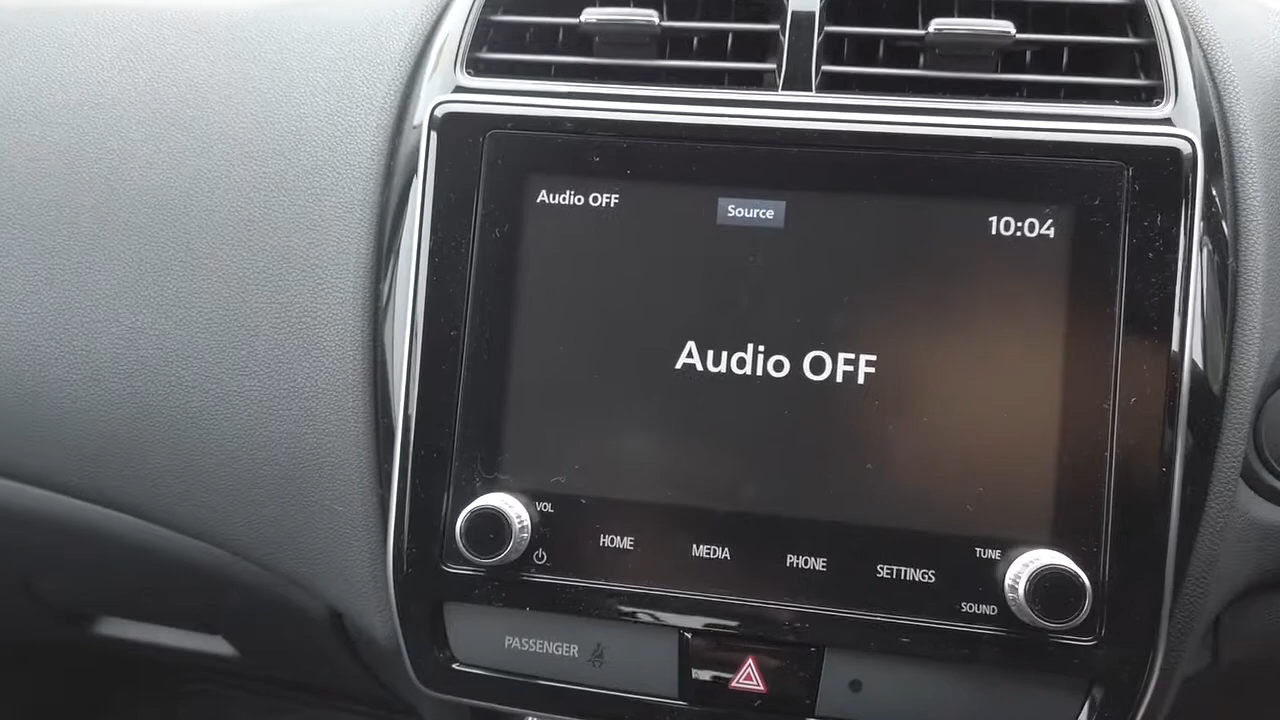 Audio OFF
Source
10:04
Audio OFF
VOL
HOME
MEDIA
PHONE
SETTINGS
TUNE
SOUND
PASSENGER